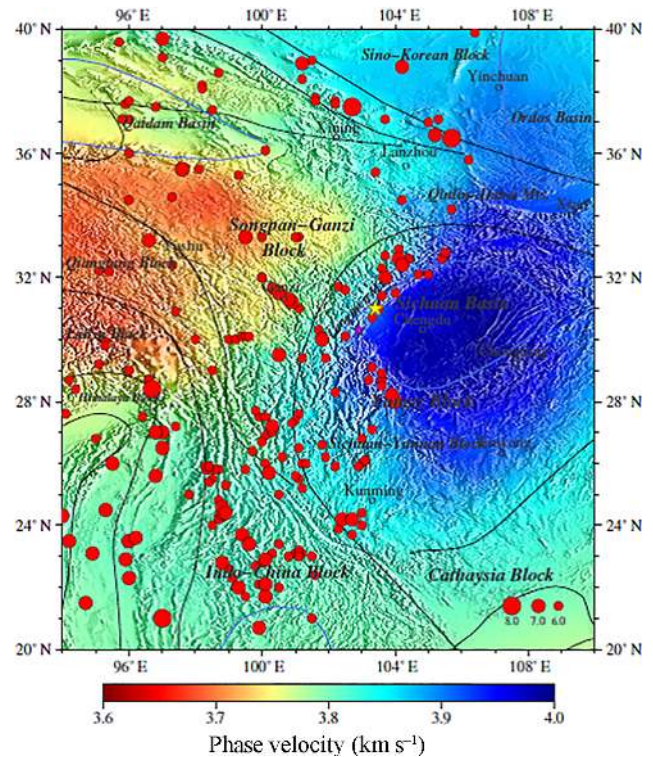 96°E 100°E 104°E 108°E
40°N 40°N
Sino-Korean Block
Yinchuan
Qaidam Basin
Ordos Basin
Xining
Lanzhou
36°N 36°N
Songpan-Ganzi
Block
Yushu
Qiangtang Block
32°N 32°N
Sichuan Basin
Chengdu
Lhasa Block
28°N 28°N
Yangtze Block
Sichuan-Yunnan Block
Kunming
24°N 24°N
Indo-China Block
Cathaysia Block
8.0 7.0 6.0
20°N 20°N
96°E 100°E 104°E 108°E
3.6 3.7 3.8 3.9 4.0
Phase velocity (km s⁻¹)